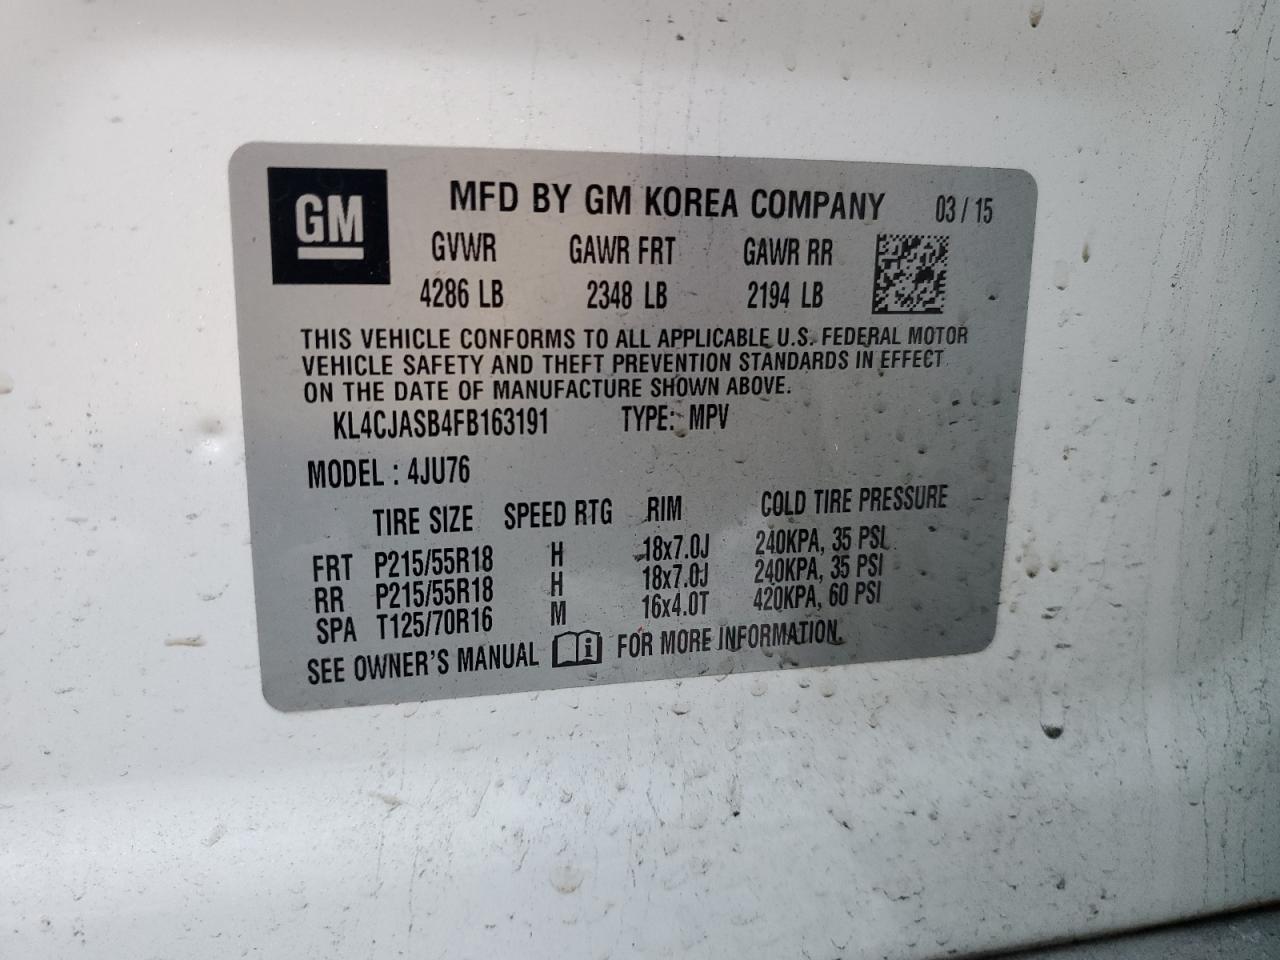 GM
MFD BY GM KOREA COMPANY 03 / 15
GVWR GAWR FRT GAWR RR
4286 LB 2348 LB 2194 LB
THIS VEHICLE CONFORMS TO ALL APPLICABLE U.S. FEDERAL MOTOR
VEHICLE SAFETY AND THEFT PREVENTION STANDARDS IN EFFECT
ON THE DATE OF MANUFACTURE SHOWN ABOVE.
KL4CJASB4FB163191 TYPE: MPV
MODEL : 4JU76
TIRE SIZE SPEED RTG RIM COLD TIRE PRESSURE
FRT P215/55R18 H 18x7.0J 240KPA, 35 PSI
RR P215/55R18 H 18x7.0J 240KPA, 35 PSI
SPA T125/70R16 M 16x4.0T 420KPA, 60 PSI
SEE OWNER'S MANUAL i FOR MORE INFORMATION.